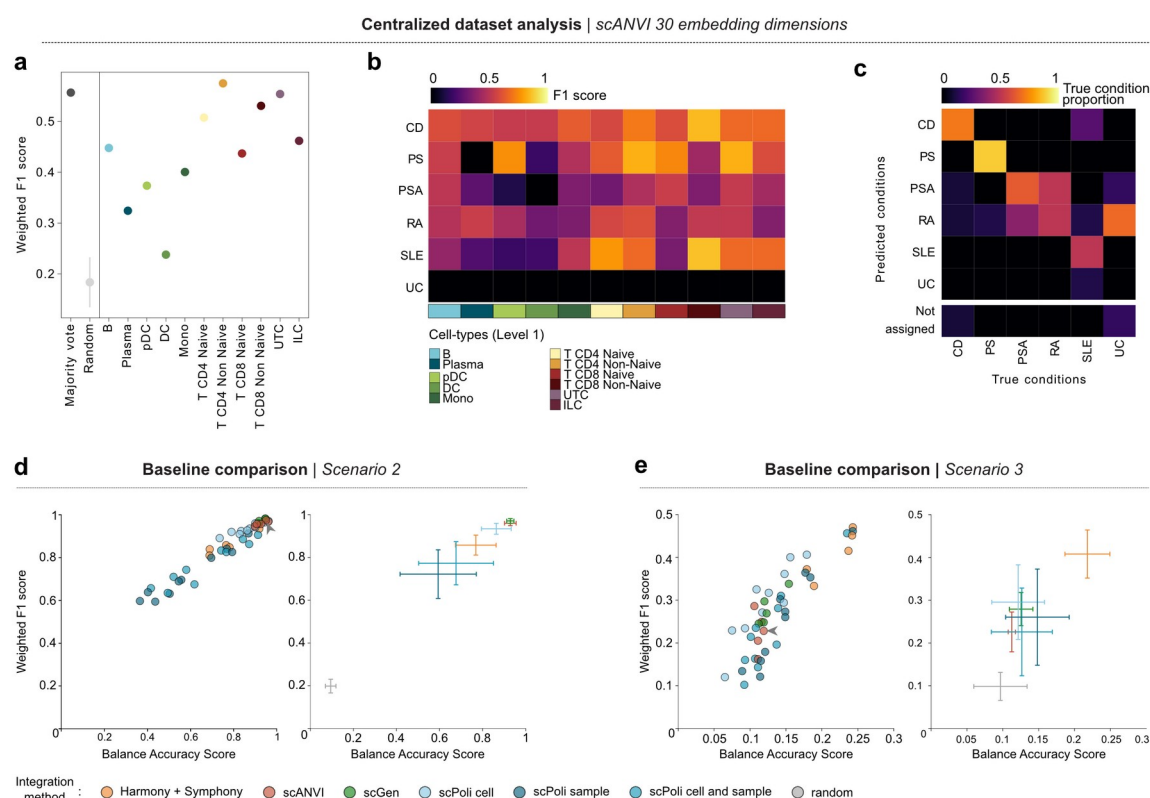 Centralized dataset analysis | scANVI 30 embedding dimensions
a
Weighted F1 score
0.5
0.4
0.3
0.2
Majority vote
Random
B
Plasma
pDC
DC
Mono
T CD4 Naive
T CD4 Non Naive
T CD8 Naive
T CD8 Non Naive
UTC
ILC
b
0 0.5 1
F1 score
CD
PS
PSA
RA
SLE
UC
Cell-types (Level 1)
B
Plasma
pDC
DC
Mono
T CD4 Naive
T CD4 Non-Naive
T CD8 Naive
T CD8 Non-Naive
UTC
ILC
c
0 0.5 1
True condition
proportion
Predicted conditions
CD
PS
PSA
RA
SLE
UC
Not
assigned
CD PS PSA RA SLE UC
True conditions
d
Baseline comparison | Scenario 2
Weighted F1 score
1
0.8
0.6
0.4
0.2
0
0.2 0.4 0.6 0.8 1
Balance Accuracy Score
1
0.8
0.6
0.4
0.2
0
0.2 0.4 0.6 0.8 1
Balance Accuracy Score
e
Baseline comparison | Scenario 3
Weighted F1 score
0.5
0.4
0.3
0.2
0.1
0
0.05 0.1 0.15 0.2 0.25 0.3
Balance Accuracy Score
0.5
0.4
0.3
0.2
0.1
0
0.05 0.1 0.15 0.2 0.25 0.3
Balance Accuracy Score
Integration
method :
Harmony + Symphony
scANVI
scGen
scPoli cell
scPoli sample
scPoli cell and sample
random